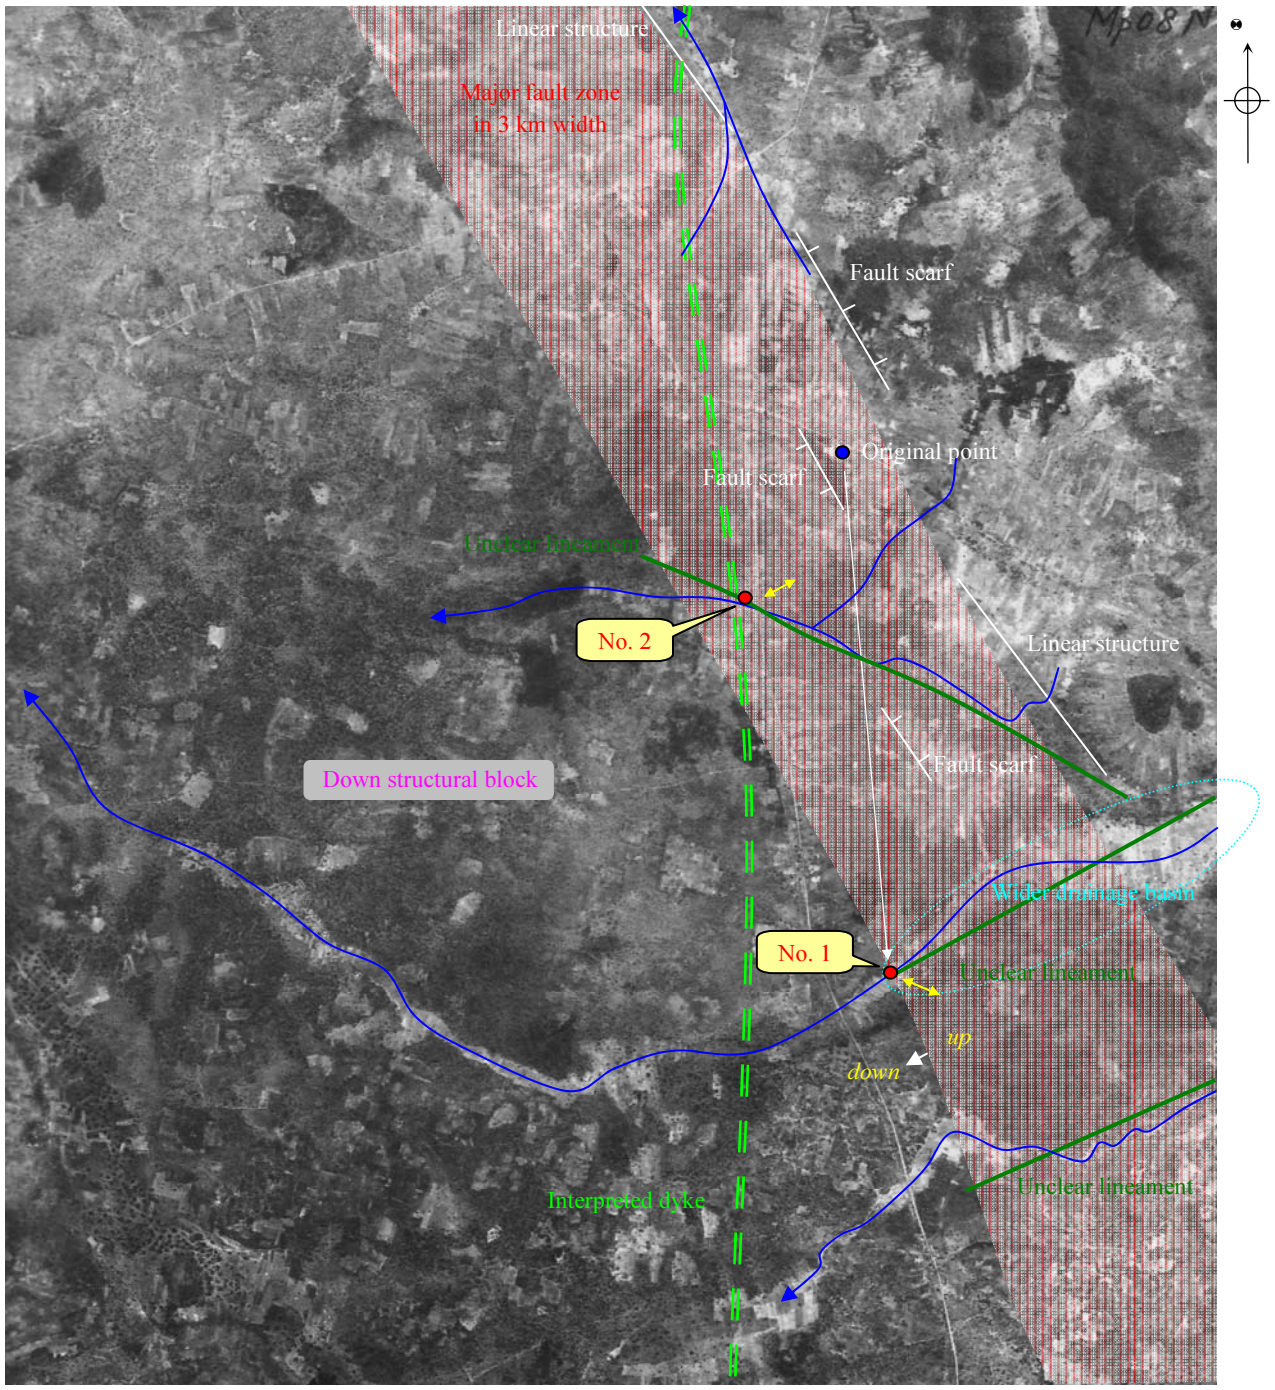 Linear structure
Major fault zone
in 3 km width
Fault scarf
Original point
Fault scarf
Unclear lineament
No. 2
Linear structure
Down structural block
Fault scarf
Wider drainage basin
No. 1
Unclear lineament
up
down
Unclear lineament
Interpreted dyke